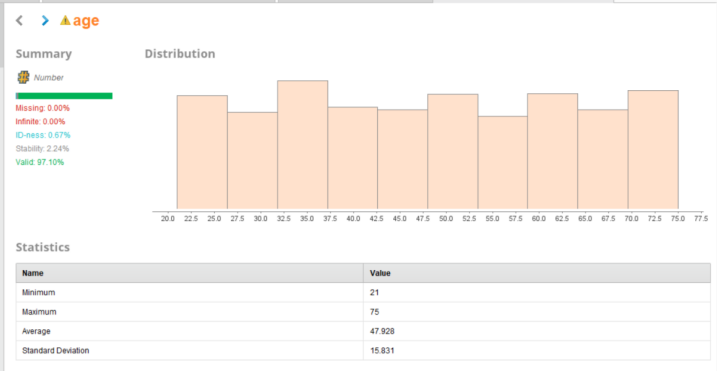 age
Summary
Distribution
Number
Missing: 0.00%
Infinite: 0.00%
ID-ness: 0.67%
Stability: 2.24%
Valid: 97.10%
20.0 22.5 25.0 27.5 30.0 32.5 35.0 37.5 40.0 42.5 45.0 47.5 50.0 52.5 55.0 57.5 60.0 62.5 65.0 67.5 70.0 72.5 75.0 77.5
Statistics
Name Value
Minimum 21
Maximum 75
Average 47.928
Standard Deviation 15.831